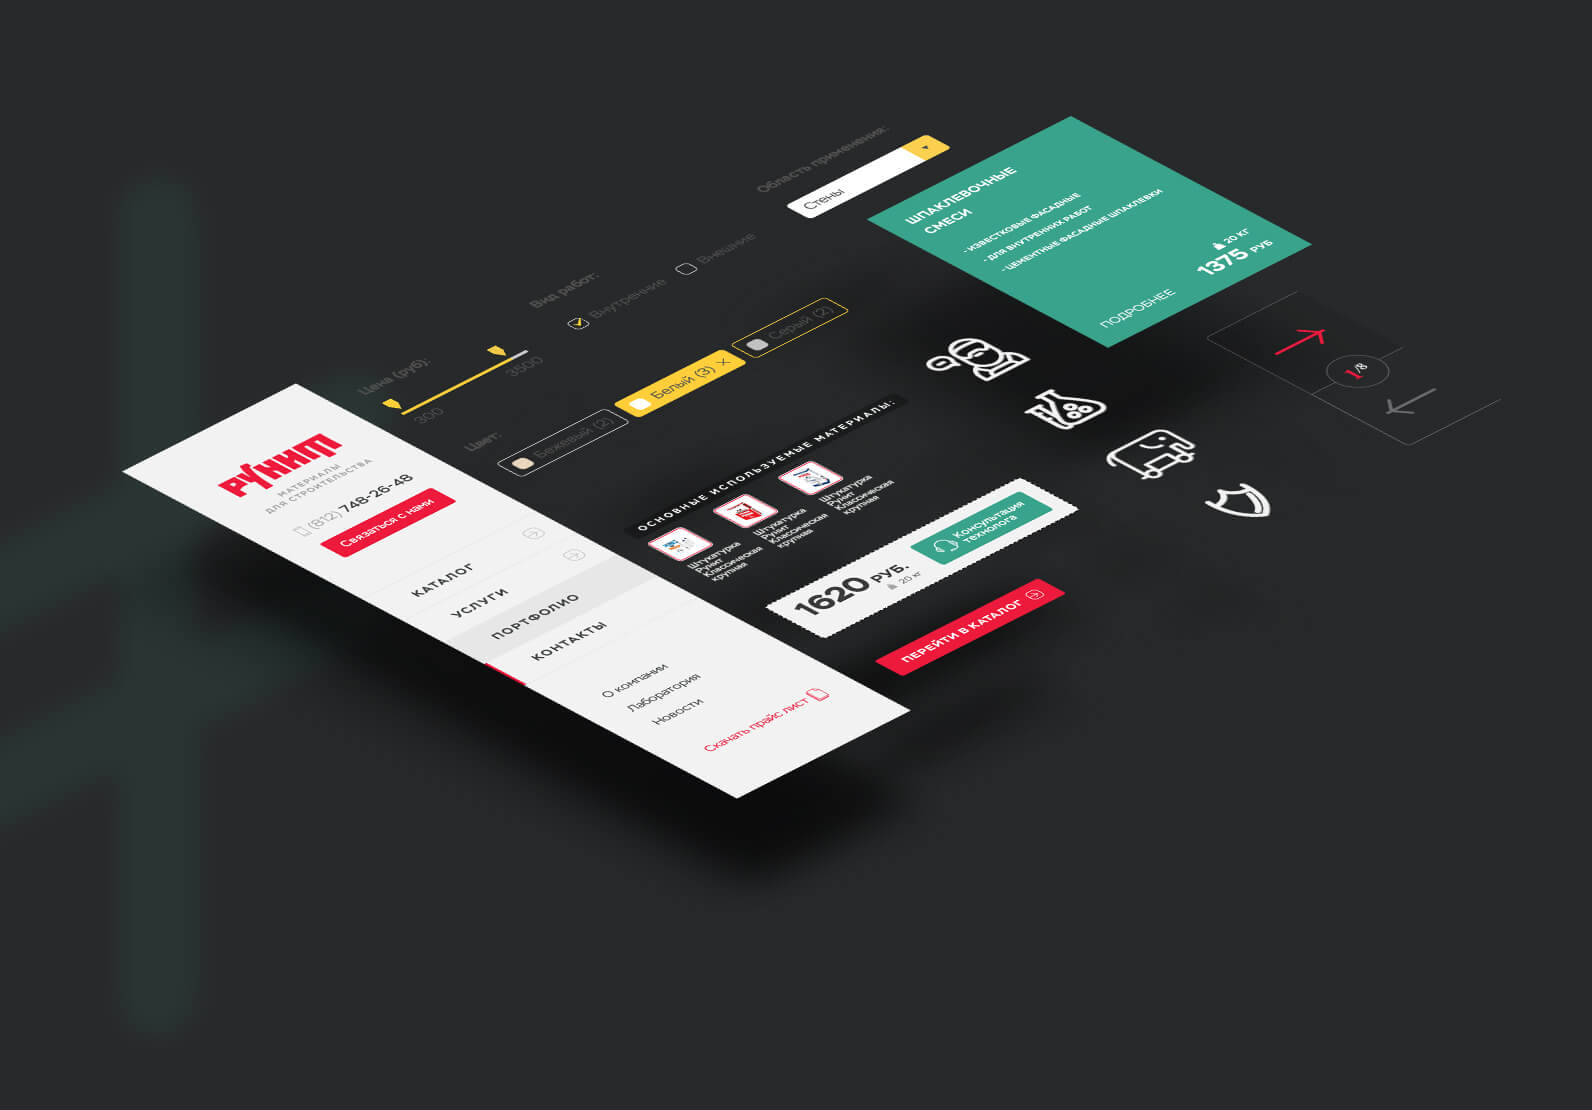 РУНИТ
МАТЕРИАЛЫ
ДЛЯ СТРОИТЕЛЬСТВА
(812) 748-26-48
Связаться с нами
КАТАЛОГ
УСЛУГИ
ПОРТФОЛИО
КОНТАКТЫ
О компании
Лаборатория
Новости
Скачать прайс лист
Цена (руб):
300
3500
Вид работ:
Внутренние
Внешние
Область применения:
Стены
Цвет:
Бежевый (2)
Белый (3)
Серый (2)
ОСНОВНЫЕ ИСПОЛЬЗУЕМЫЕ МАТЕРИАЛЫ:
Штукатурка
Рунит
Классическая
крупная
Штукатурка
Рунит
Классическая
крупная
Штукатурка
Рунит
Классическая
крупная
1620 РУБ.
20 кг
Консультация
технолога
ПЕРЕЙТИ В КАТАЛОГ
ШПАКЛЕВОЧНЫЕ
СМЕСИ
- ИЗВЕСТКОВЫЕ ФАСАДНЫЕ
- ДЛЯ ВНУТРЕННИХ РАБОТ
- ЦЕМЕНТНЫЕ ФАСАДНЫЕ ШПАКЛЕВКИ
20 КГ
1375 РУБ
ПОДРОБНЕЕ
1/8